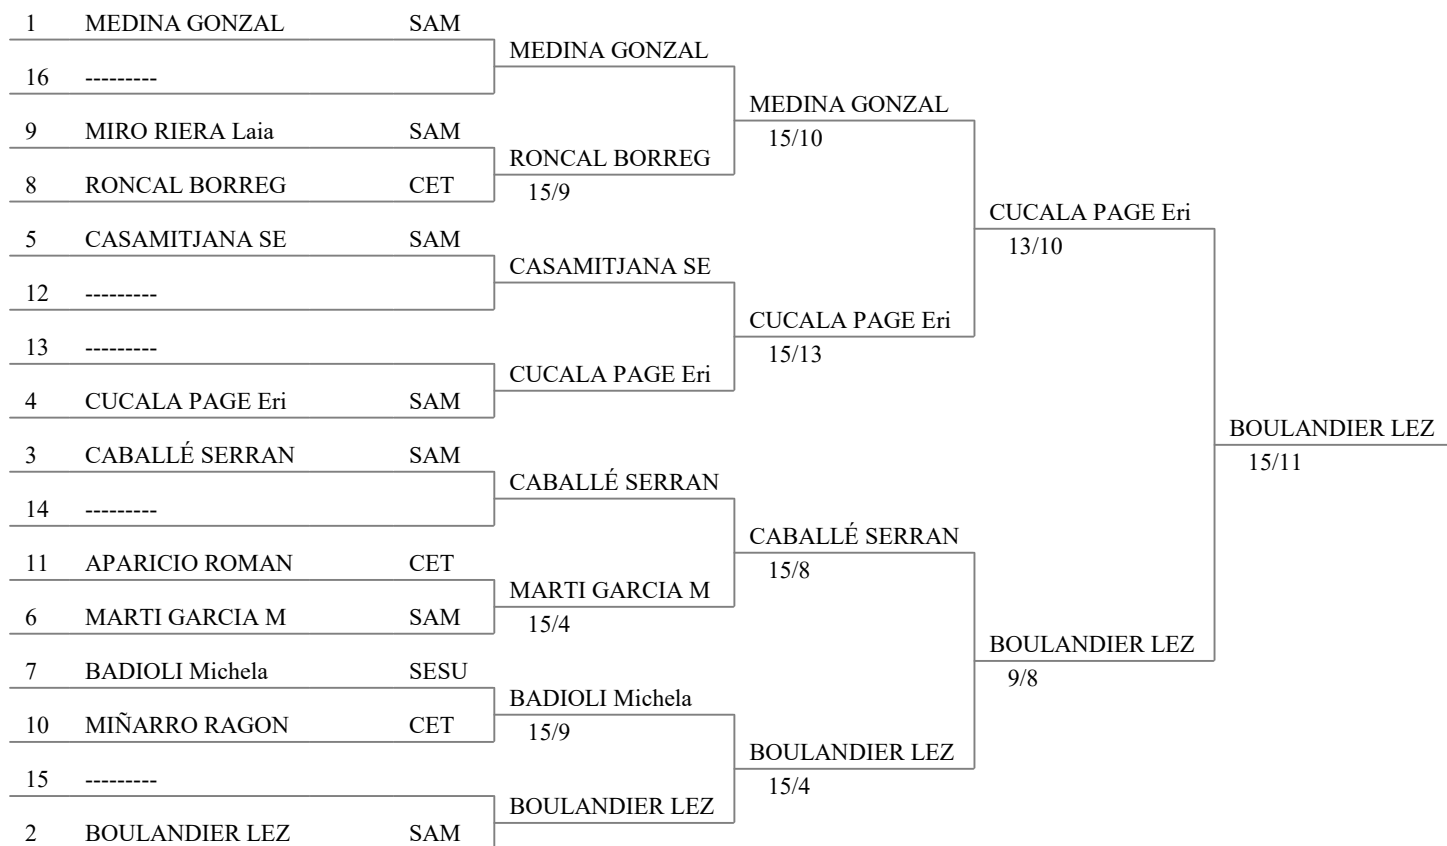 1 MEDINA GONZAL SAM
MEDINA GONZAL
16 ---------
MEDINA GONZAL
15/10
9 MIRO RIERA Laia SAM
RONCAL BORREG
15/9
8 RONCAL BORREG CET
CUCALA PAGE Eri
13/10
5 CASAMITJANA SE SAM
CASAMITJANA SE
12 ---------
CUCALA PAGE Eri
15/13
13 ---------
CUCALA PAGE Eri
4 CUCALA PAGE Eri SAM
BOULANDIER LEZ
15/11
3 CABALLÉ SERRAN SAM
CABALLÉ SERRAN
14 ---------
CABALLÉ SERRAN
15/8
11 APARICIO ROMAN CET
MARTI GARCIA M
15/4
6 MARTI GARCIA M SAM
BOULANDIER LEZ
9/8
7 BADIOLI Michela SESU
BADIOLI Michela
15/9
10 MIÑARRO RAGON CET
BOULANDIER LEZ
15/4
15 ---------
BOULANDIER LEZ
2 BOULANDIER LEZ SAM